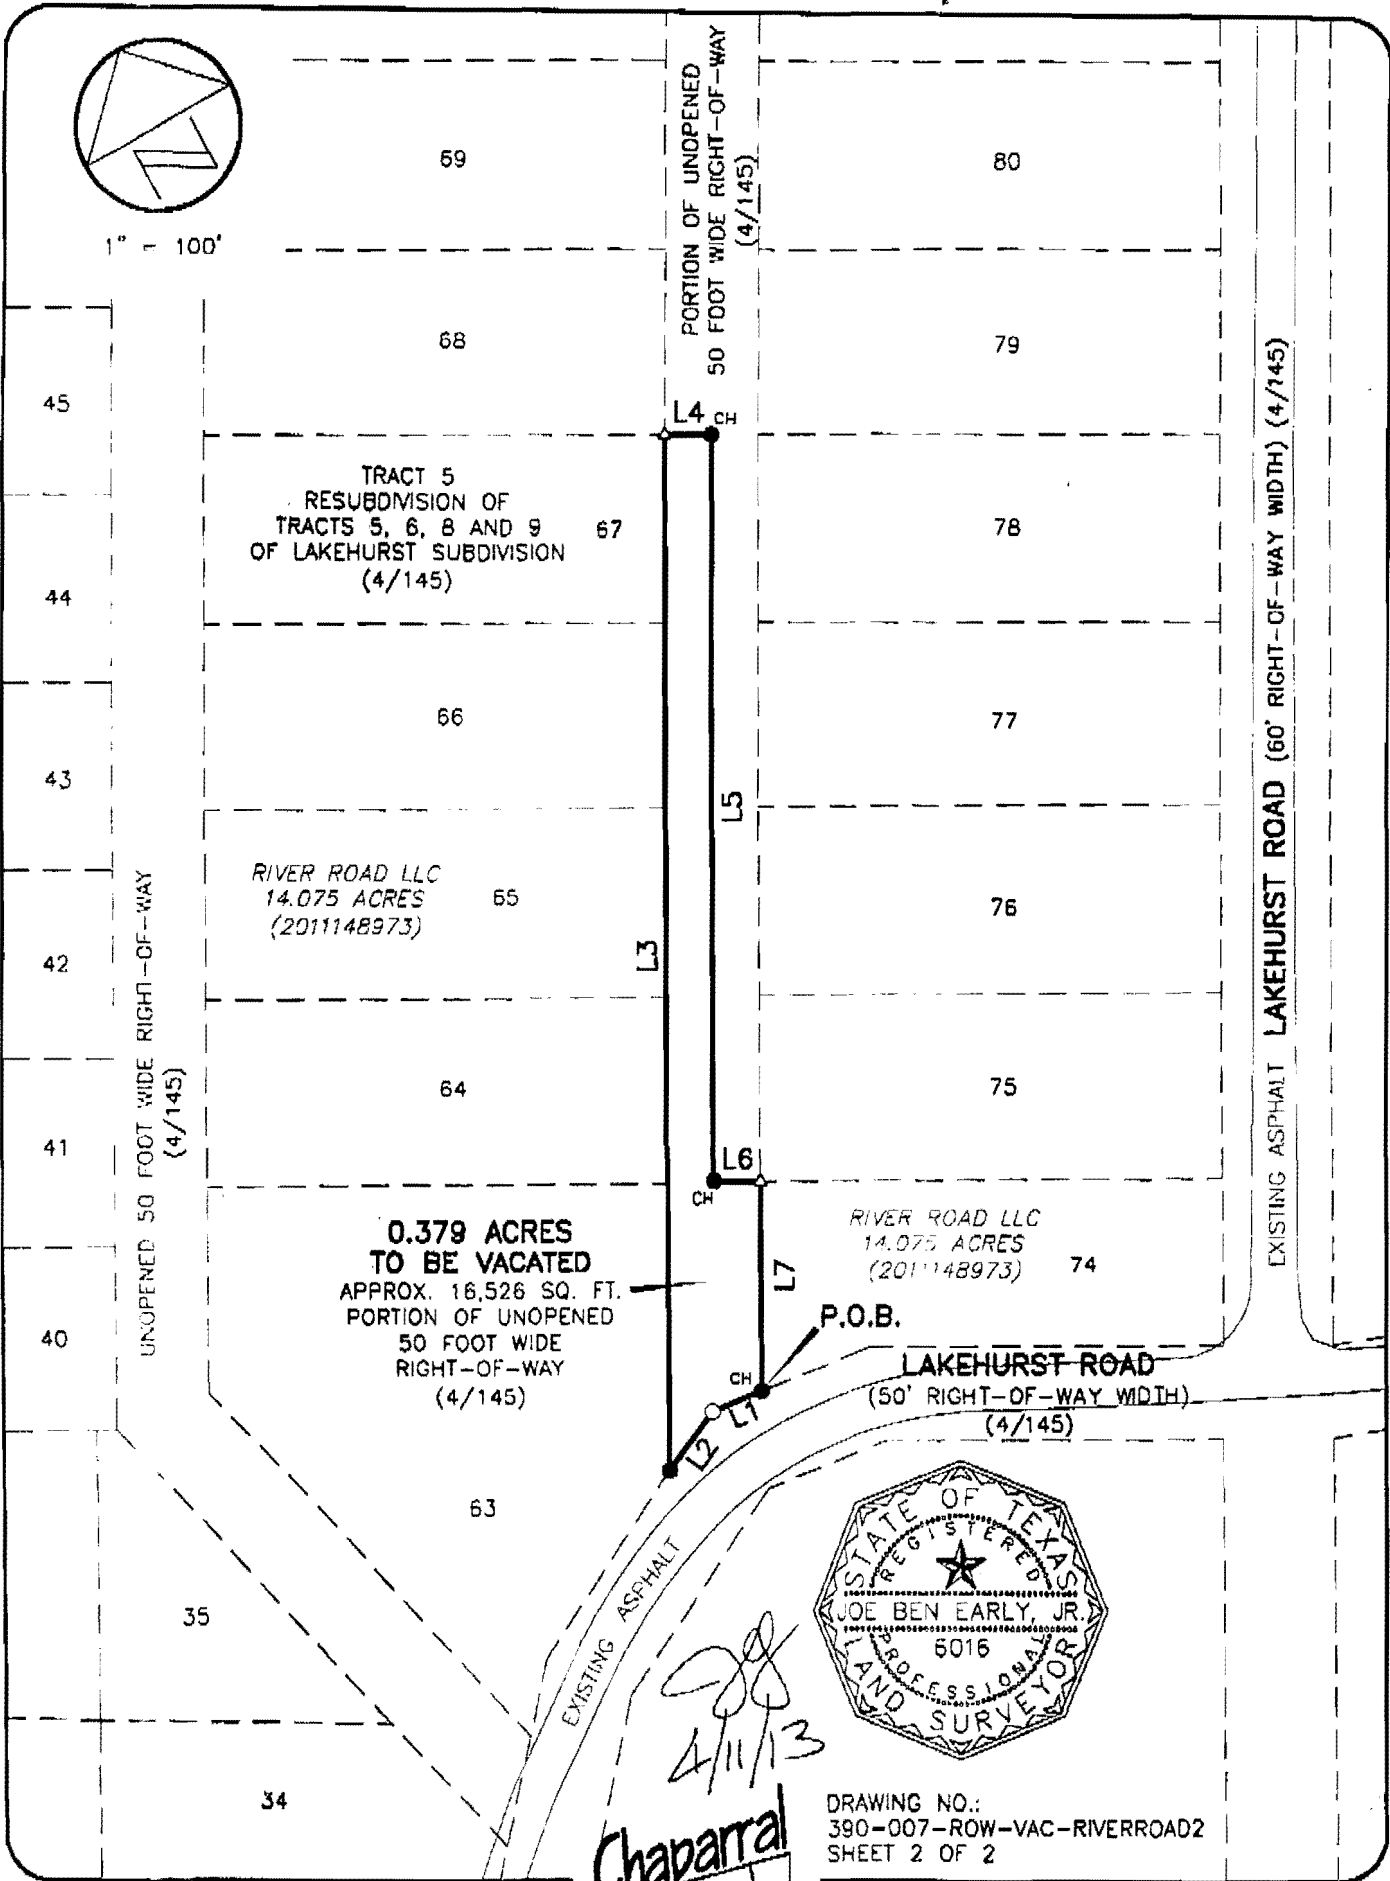 1" = 100'
69
80
PORTION OF UNOPENED
50 FOOT WIDE RIGHT-OF-WAY
(4/145)
68
79
45
L4
CH
TRACT 5
RESUBDIVISION OF
TRACTS 5, 6, 8 AND 9
OF LAKEHURST SUBDIVISION
(4/145)
67
78
44
66
77
43
L5
RIVER ROAD LLC
14.075 ACRES
(2011148973)
65
76
42
L3
UNOPENED 50 FOOT WIDE RIGHT-OF-WAY
(4/145)
64
75
41
EXISTING ASPHALT
LAKEHURST ROAD (60' RIGHT-OF-WAY WIDTH) (4/145)
L6
CH
0.379 ACRES
TO BE VACATED
APPROX. 16,526 SQ. FT.
PORTION OF UNOPENED
50 FOOT WIDE
RIGHT-OF-WAY
(4/145)
RIVER ROAD LLC
14.075 ACRES
(2011148973)
74
L7
40
P.O.B.
CH
L1
L2
LAKEHURST ROAD
(50' RIGHT-OF-WAY WIDTH)
(4/145)
63
EXISTING ASPHALT
35
34
STATE OF TEXAS
REGISTERED
JOE BEN EARLY, JR.
6016
PROFESSIONAL
LAND SURVEYOR
4/11/13
Chaparral
DRAWING NO.:
390-007-ROW-VAC-RIVERROAD2
SHEET 2 OF 2